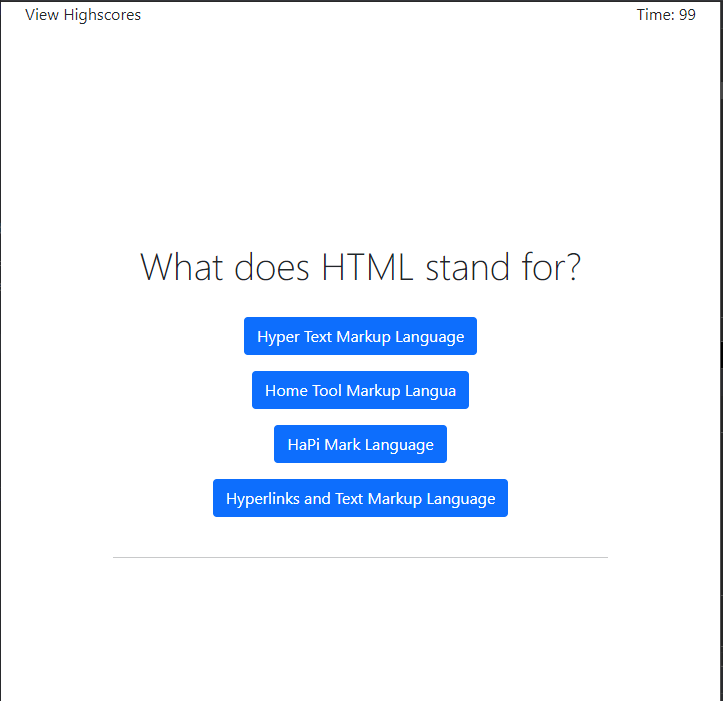 View Highscores
Time: 99
What does HTML stand for?
Hyper Text Markup Language
Home Tool Markup Langua
HaPi Mark Language
Hyperlinks and Text Markup Language